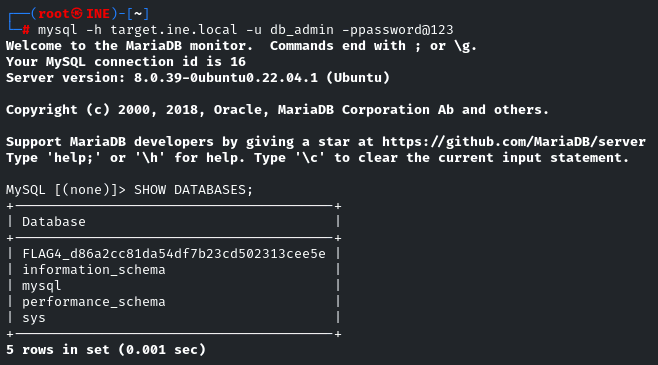 ┌──(root㉿INE)-[~]
└─# mysql -h target.ine.local -u db_admin -ppassword@123
Welcome to the MariaDB monitor.  Commands end with ; or \g.
Your MySQL connection id is 16
Server version: 8.0.39-0ubuntu0.22.04.1 (Ubuntu)
Copyright (c) 2000, 2018, Oracle, MariaDB Corporation Ab and others.
Support MariaDB developers by giving a star at https://github.com/MariaDB/server
Type 'help;' or '\h' for help. Type '\c' to clear the current input statement.
MySQL [(none)]> SHOW DATABASES;
+----------------------------------------+
| Database                               |
+----------------------------------------+
| FLAG4_d86a2cc81da54df7b23cd502313cee5e |
| information_schema                     |
| mysql                                  |
| performance_schema                     |
| sys                                    |
+----------------------------------------+
5 rows in set (0.001 sec)